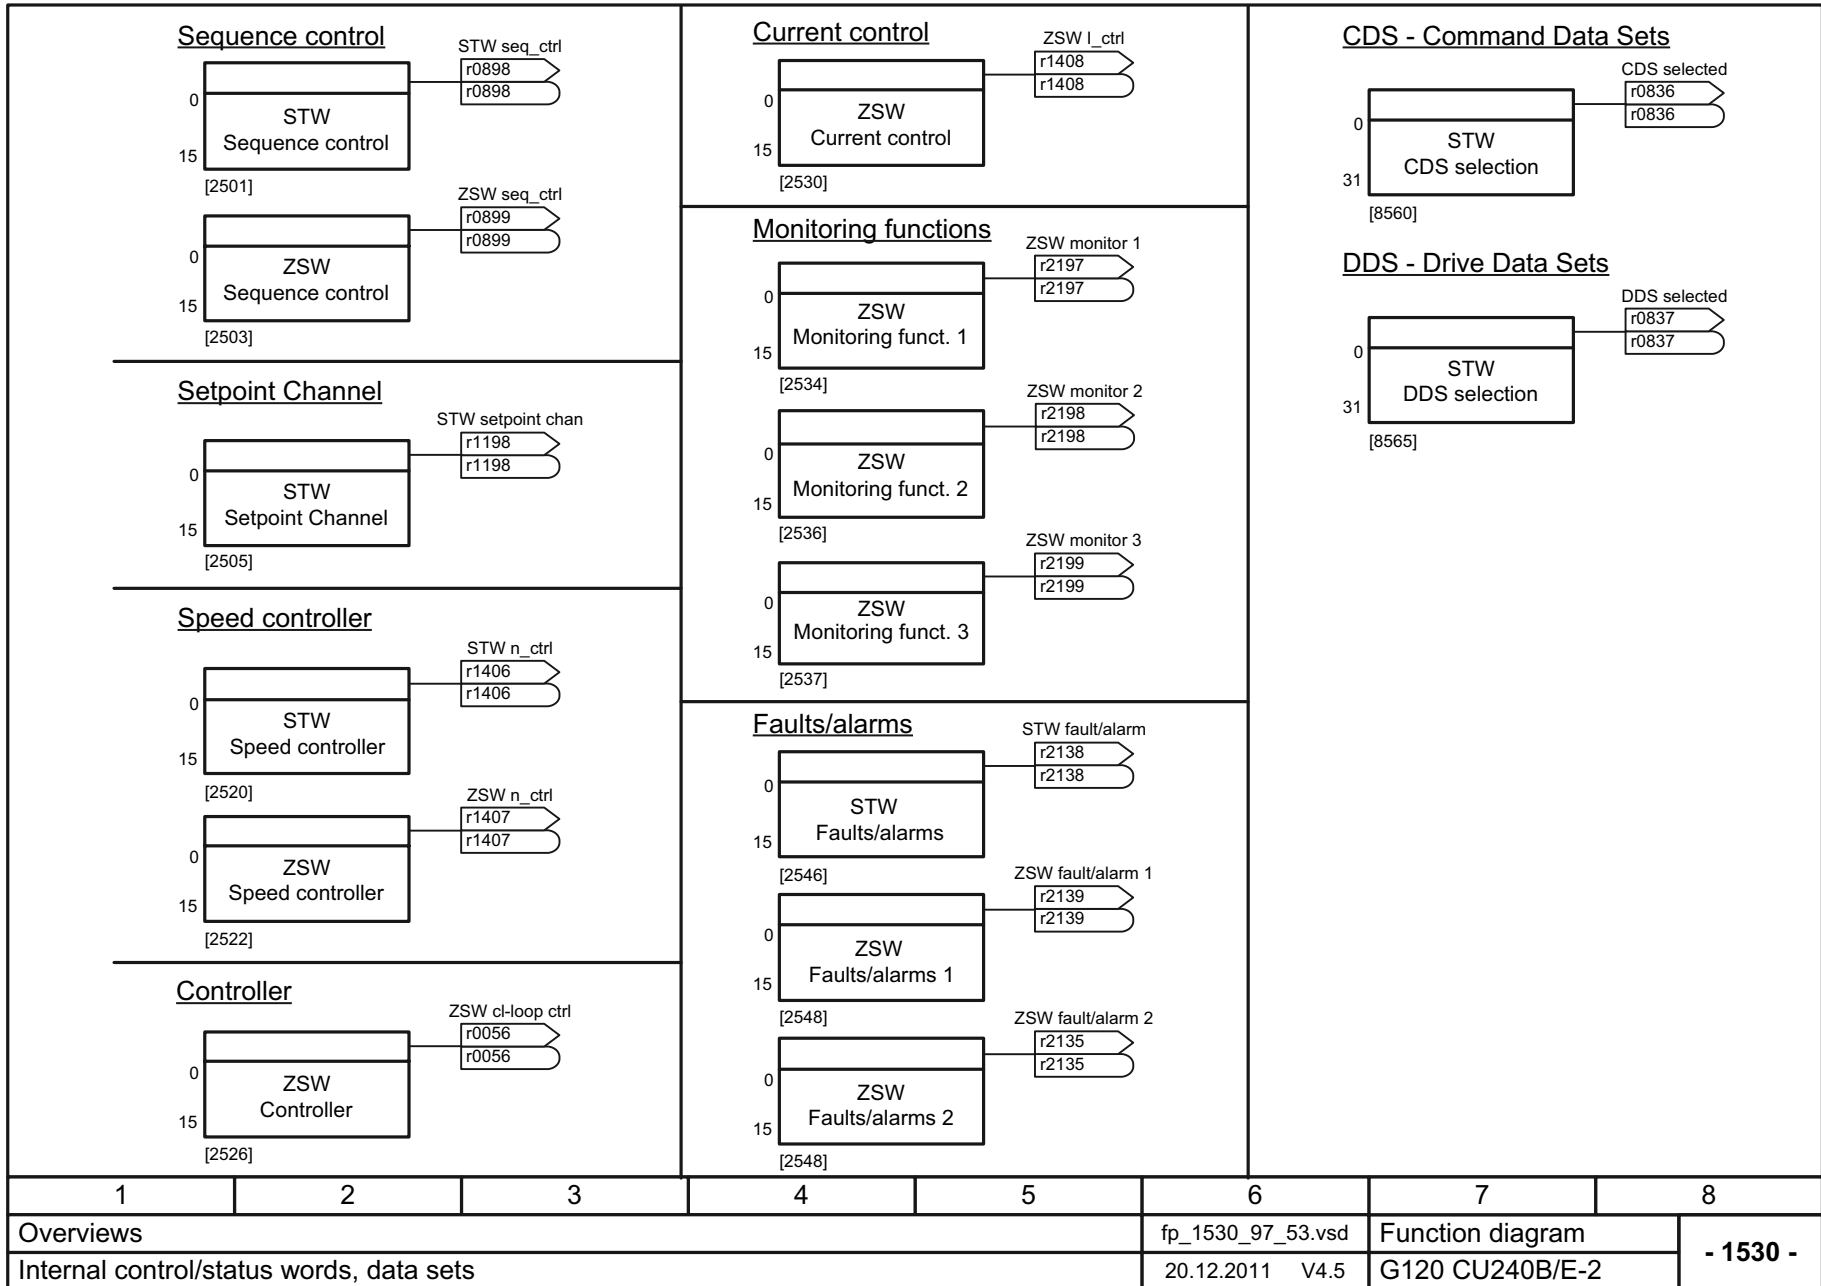 Sequence control
STW seq_ctrl
r0898
r0898
0
STW
Sequence control
15
[2501]
ZSW seq_ctrl
r0899
r0899
0
ZSW
Sequence control
15
[2503]
Setpoint Channel
STW setpoint chan
r1198
r1198
0
STW
Setpoint Channel
15
[2505]
Speed controller
STW n_ctrl
r1406
r1406
0
STW
Speed controller
15
[2520]
ZSW n_ctrl
r1407
r1407
0
ZSW
Speed controller
15
[2522]
Controller
ZSW cl-loop ctrl
r0056
r0056
0
ZSW
Controller
15
[2526]
Current control
ZSW I_ctrl
r1408
r1408
0
ZSW
Current control
15
[2530]
Monitoring functions
ZSW monitor 1
r2197
r2197
0
ZSW
Monitoring funct. 1
15
[2534]
ZSW monitor 2
r2198
r2198
0
ZSW
Monitoring funct. 2
15
[2536]
ZSW monitor 3
r2199
r2199
0
ZSW
Monitoring funct. 3
15
[2537]
Faults/alarms
STW fault/alarm
r2138
r2138
0
STW
Faults/alarms
15
[2546]
ZSW fault/alarm 1
r2139
r2139
0
ZSW
Faults/alarms 1
15
[2548]
ZSW fault/alarm 2
r2135
r2135
0
ZSW
Faults/alarms 2
15
[2548]
CDS - Command Data Sets
CDS selected
r0836
r0836
0
STW
CDS selection
31
[8560]
DDS - Drive Data Sets
DDS selected
r0837
r0837
0
STW
DDS selection
31
[8565]
1 2 3 4 5 6 7 8
Overviews
fp_1530_97_53.vsd
Function diagram
- 1530 -
Internal control/status words, data sets
20.12.2011 V4.5
G120 CU240B/E-2